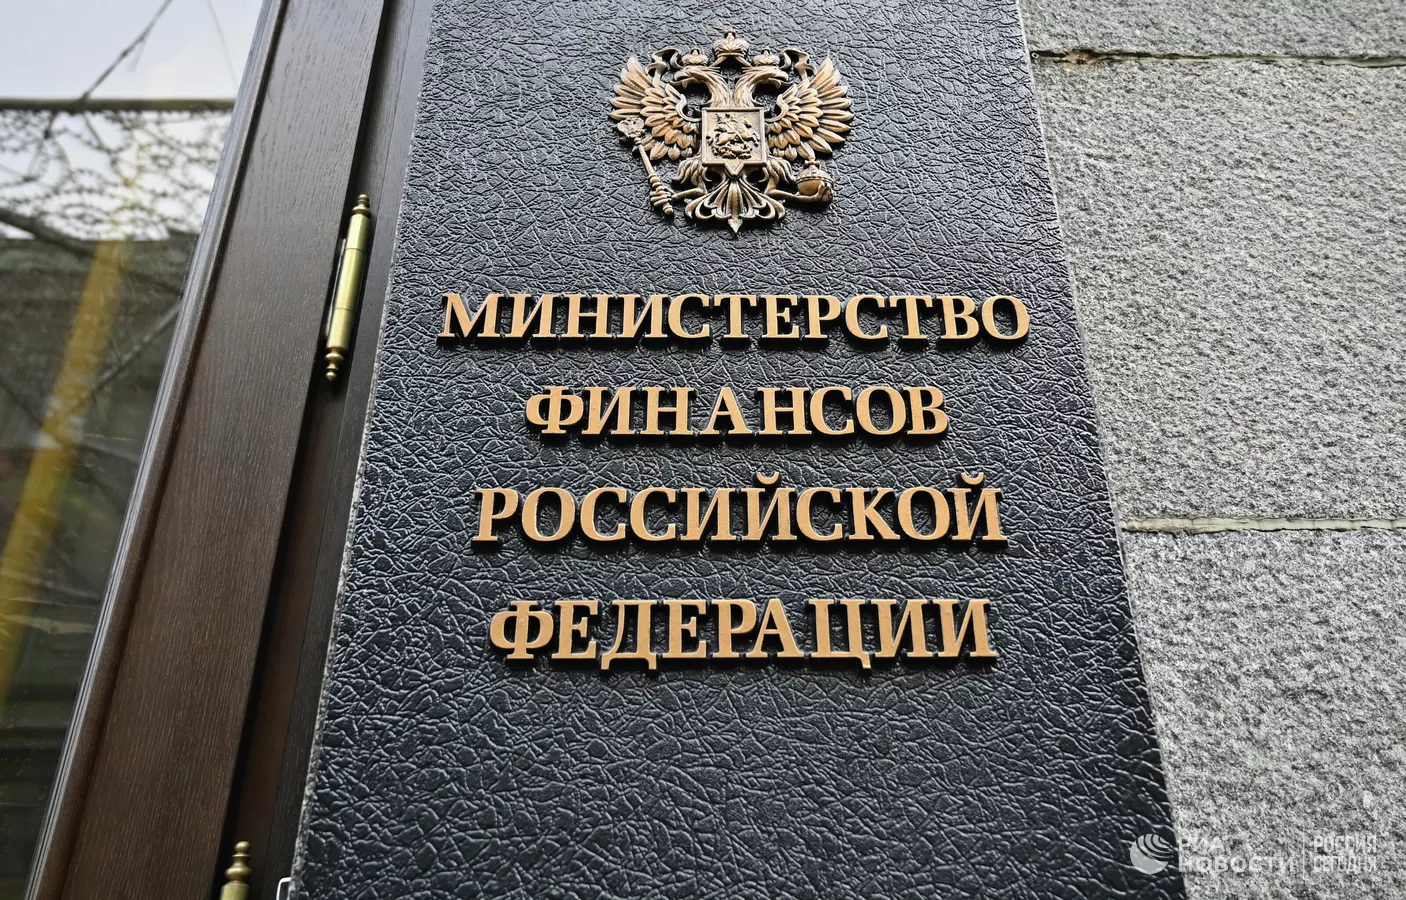 МИНИСТЕРСТВО
ФИНАНСОВ
РОССИЙСКОЙ
ФЕДЕРАЦИИ
РИА НОВОСТИ
РОССИЯ СЕГОДНЯ